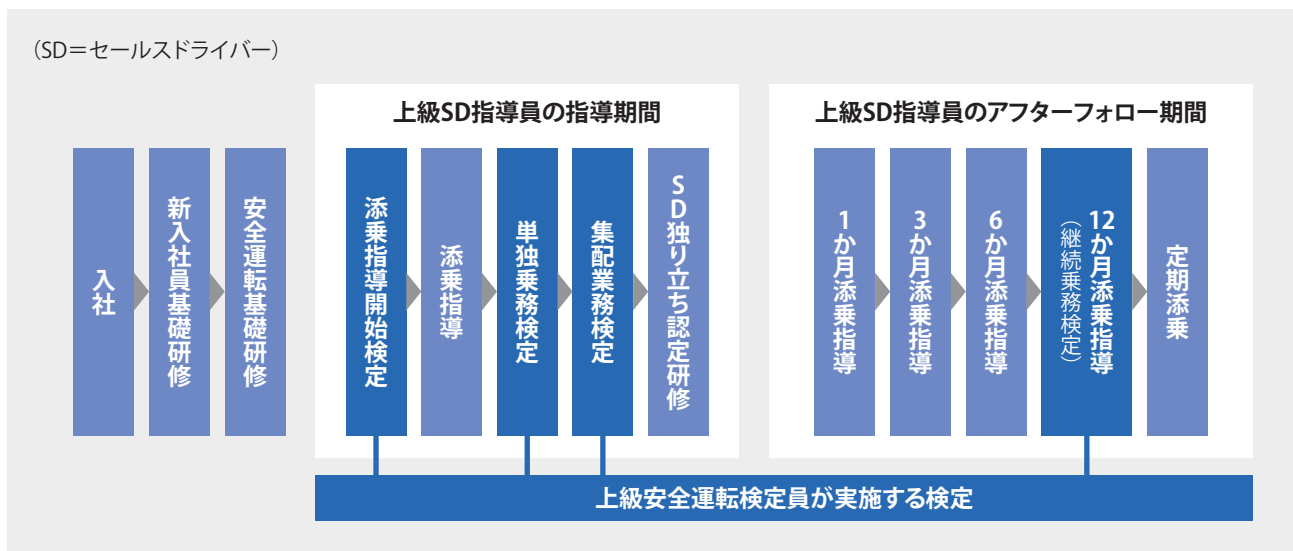 （SD＝セールスドライバー）
上級SD指導員の指導期間
上級SD指導員のアフターフォロー期間
入社
新入社員基礎研修
安全運転基礎研修
添乗指導開始検定
添乗指導
単独乗務検定
集配業務検定
SD独り立ち認定研修
1か月添乗指導
3か月添乗指導
6か月添乗指導
12か月添乗指導
（継続乗務検定）
定期添乗
上級安全運転検定員が実施する検定